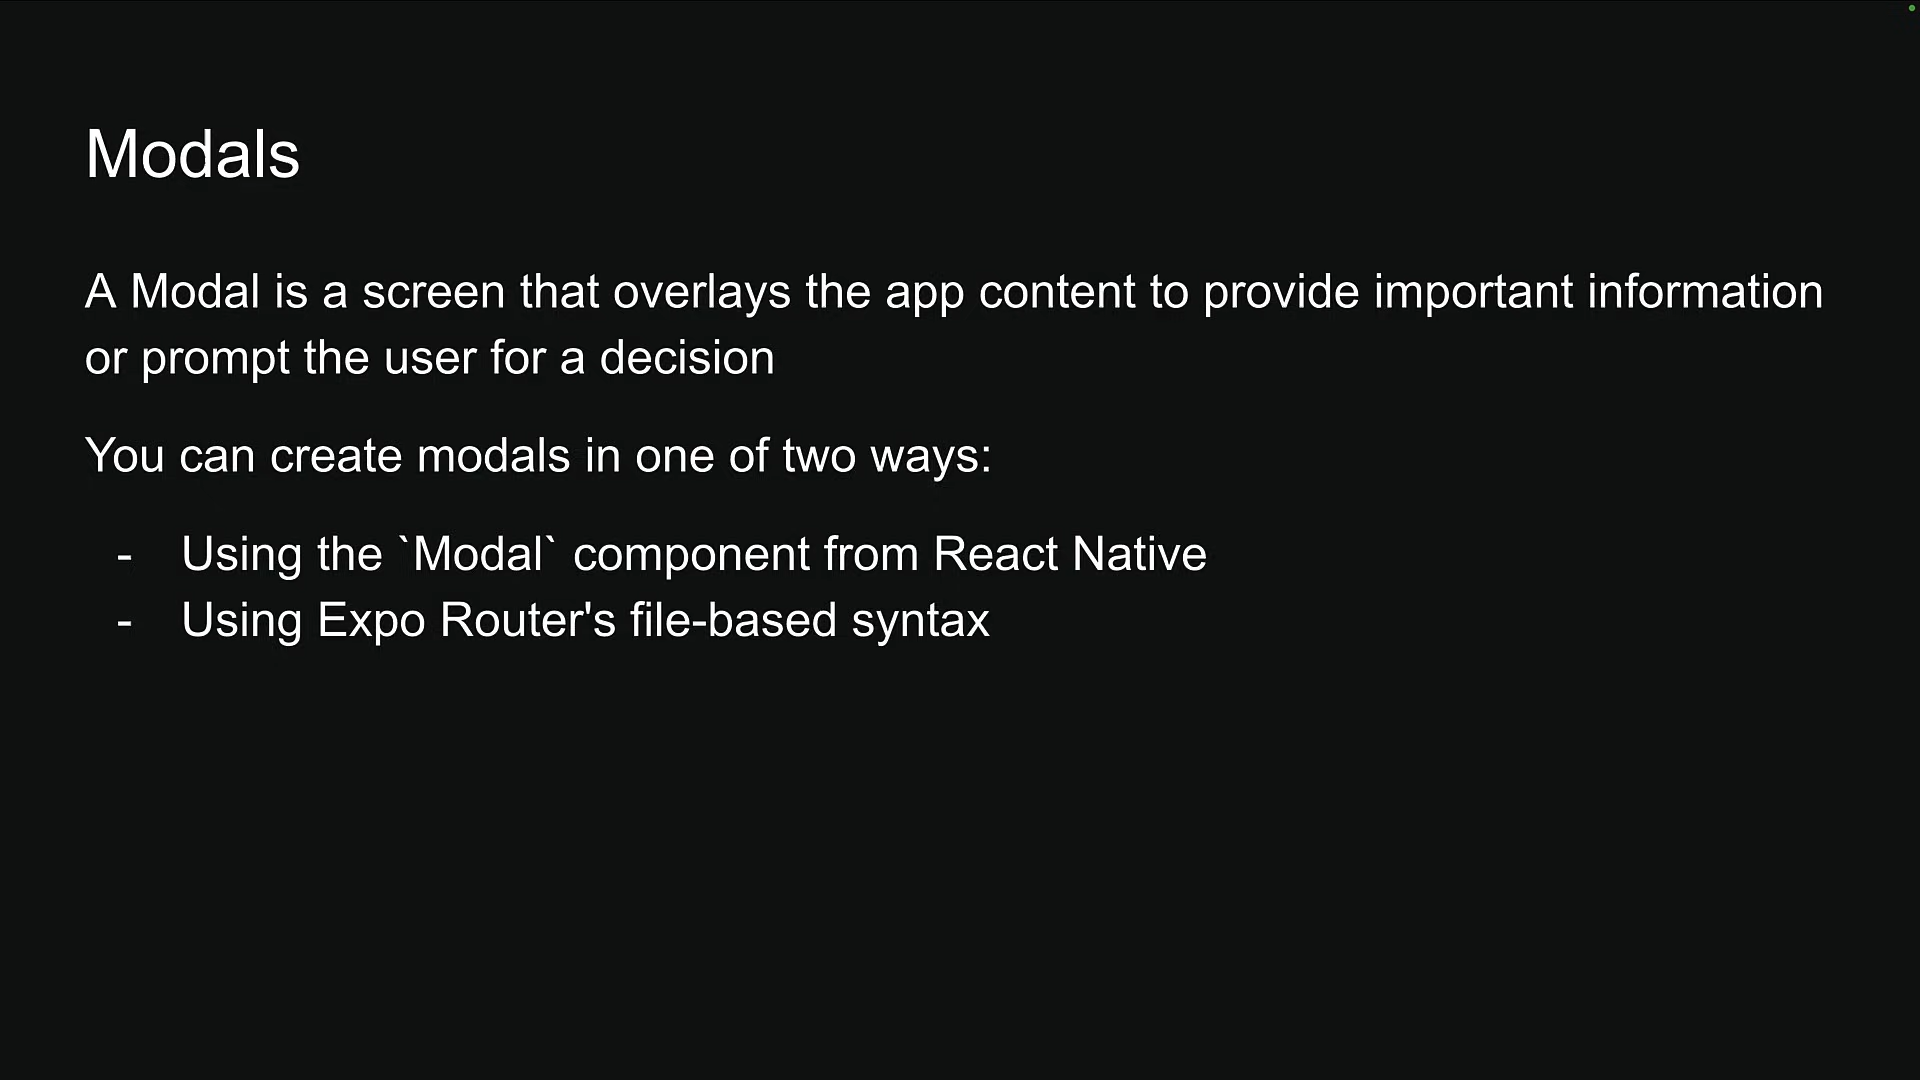 Modals
A Modal is a screen that overlays the app content to provide important information
or prompt the user for a decision
You can create modals in one of two ways:
- Using the `Modal` component from React Native
- Using Expo Router's file-based syntax